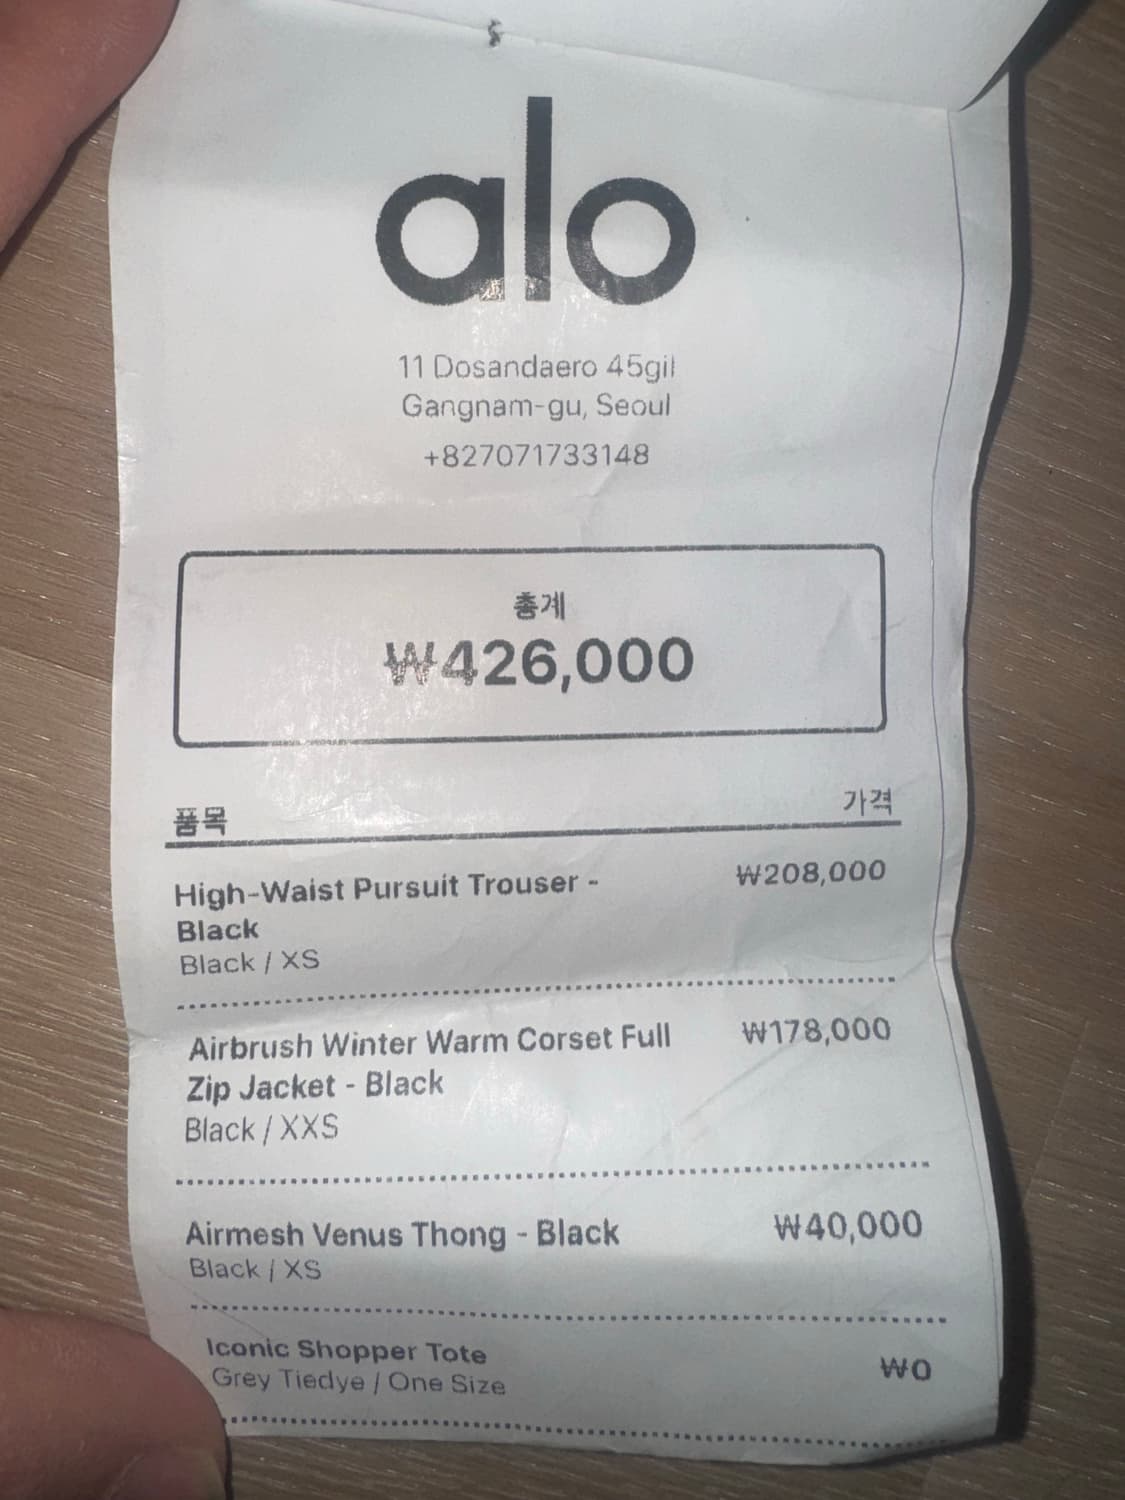 alo
11 Dosandaero 45gil
Gangnam-gu, Seoul
+827071733148
총계
₩426,000
품목 가격
High-Waist Pursuit Trouser - ₩208,000
Black
Black / XS
Airbrush Winter Warm Corset Full ₩178,000
Zip Jacket - Black
Black / XXS
Airmesh Venus Thong - Black ₩40,000
Black / XS
Iconic Shopper Tote ₩0
Grey Tiedye / One Size